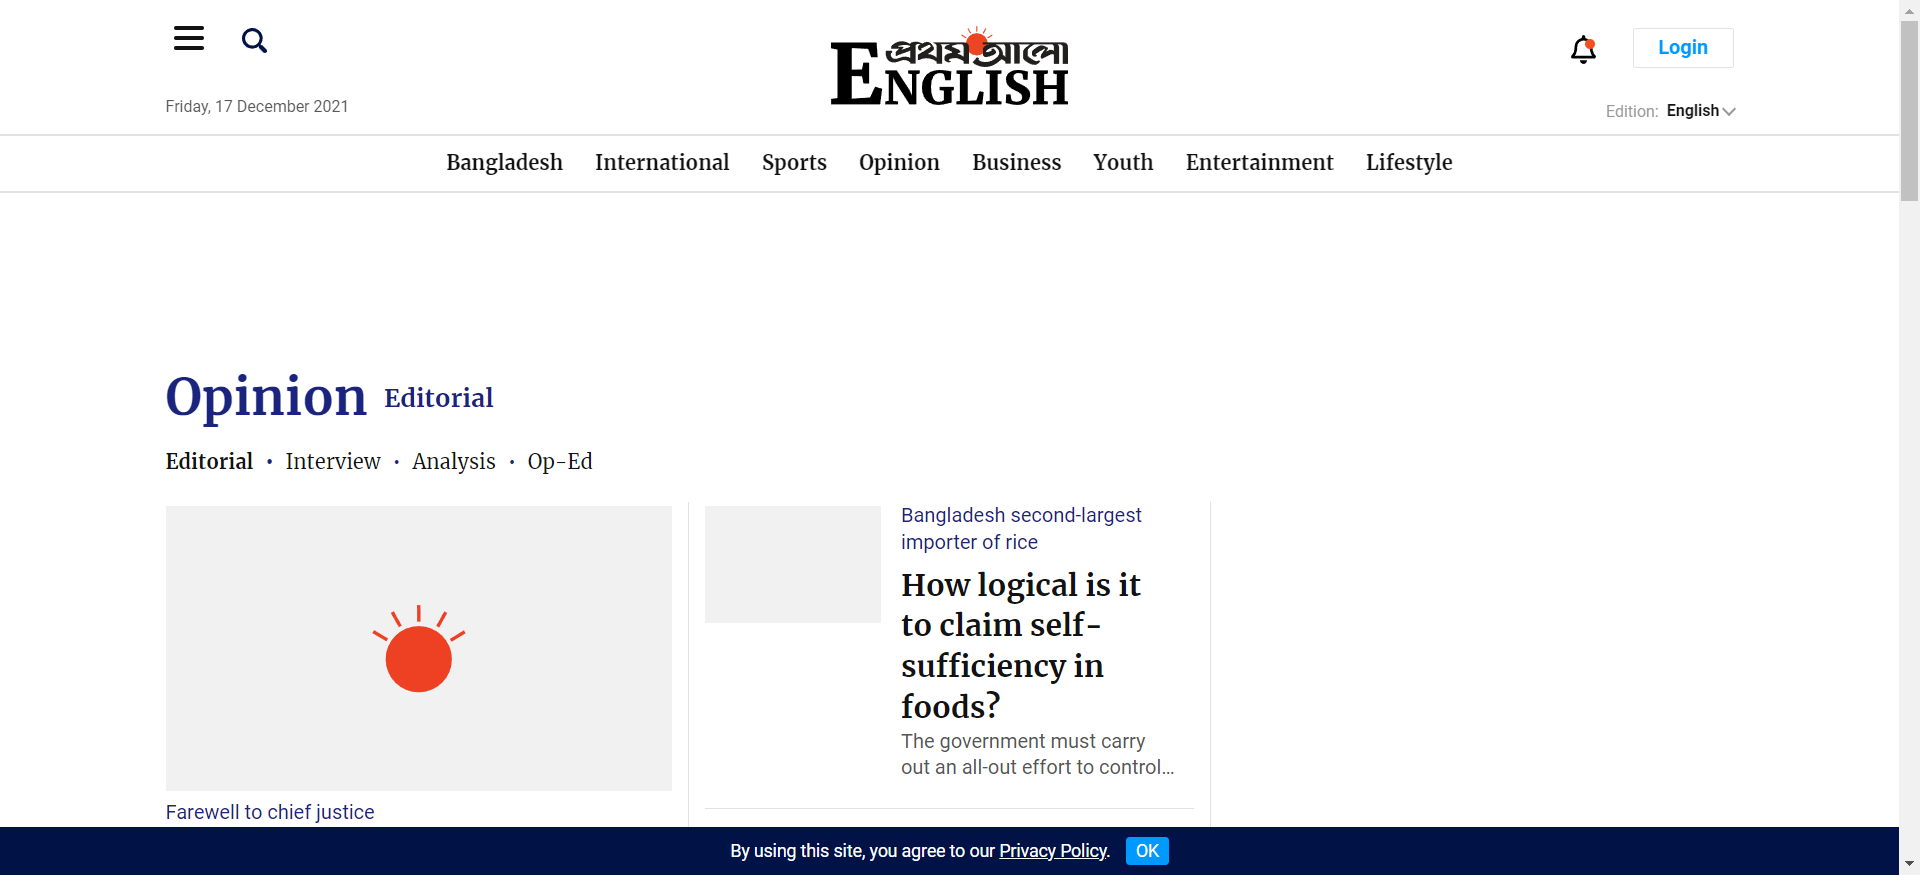 প্রথম আলো
ENGLISH
Login
Friday, 17 December 2021
Edition: English
Bangladesh International Sports Opinion Business Youth Entertainment Lifestyle
Opinion Editorial
Editorial • Interview • Analysis • Op-Ed
Farewell to chief justice
Bangladesh second-largest
importer of rice
How logical is it
to claim self-
sufficiency in
foods?
The government must carry
out an all-out effort to control...
By using this site, you agree to our Privacy Policy. OK